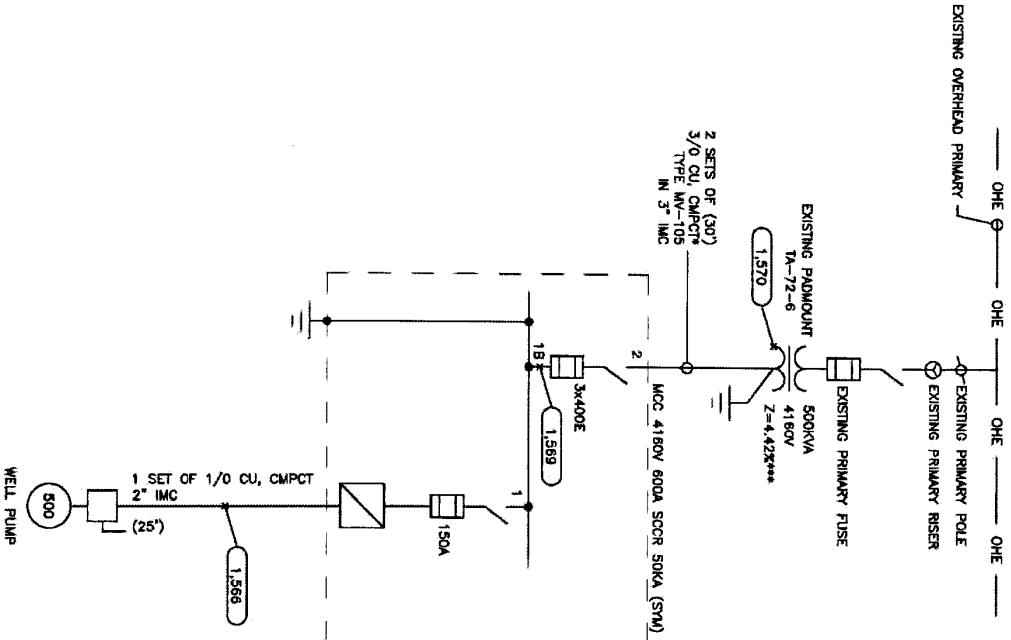 EXISTING OVERHEAD PRIMARY
OHE
OHE
OHE
OHE
EXISTING PRIMARY POLE
EXISTING PRIMARY RISER
EXISTING PRIMARY FUSE
EXISTING PADMOUNT
TA-72-6
500KVA
4160V
Z=4.42%***
1,570
2 SETS OF (30')
3/0 CU, CMPCT*
TYPE MV-105
IN 3" IMC
MCC 4160V 600A SCCR 50KA (SYM)
2
3x400E
1B
1,569
1
150A
1 SET OF 1/0 CU, CMPCT
2" IMC
(25')
1,566
500
WELL PUMP